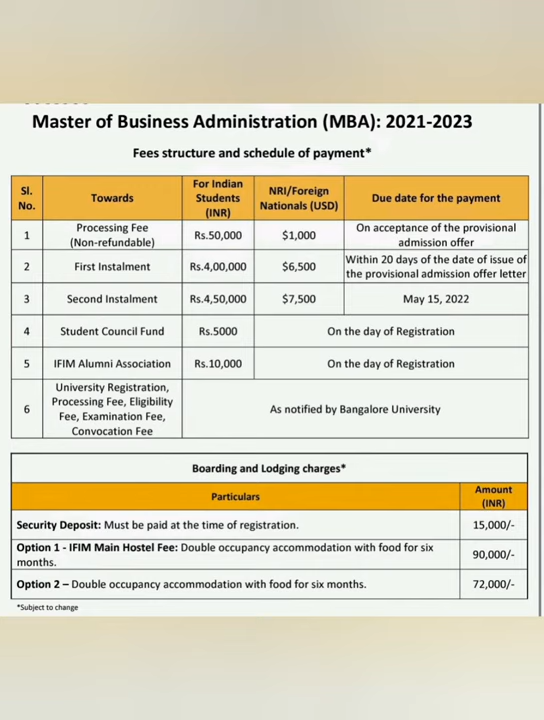 Master of Business Administration (MBA): 2021-2023
Fees structure and schedule of payment*
Sl. No. Towards For Indian Students (INR) NRI/Foreign Nationals (USD) Due date for the payment
1 Processing Fee (Non-refundable) Rs.50,000 $1,000 On acceptance of the provisional admission offer
2 First Instalment Rs.4,00,000 $6,500 Within 20 days of the date of issue of the provisional admission offer letter
3 Second Instalment Rs.4,50,000 $7,500 May 15, 2022
4 Student Council Fund Rs.5000 On the day of Registration
5 IFIM Alumni Association Rs.10,000 On the day of Registration
6 University Registration, Processing Fee, Eligibility Fee, Examination Fee, Convocation Fee As notified by Bangalore University
Boarding and Lodging charges*
Particulars Amount (INR)
Security Deposit: Must be paid at the time of registration. 15,000/-
Option 1 - IFIM Main Hostel Fee: Double occupancy accommodation with food for six months. 90,000/-
Option 2 – Double occupancy accommodation with food for six months. 72,000/-
*Subject to change